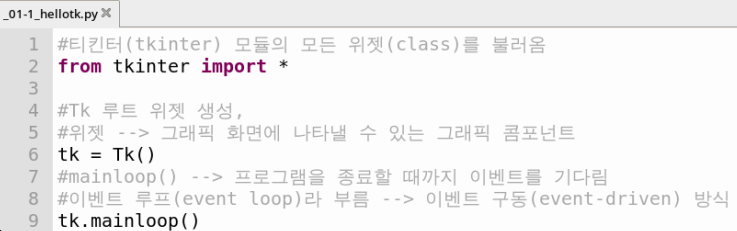 _01-1_hellotk.py
1 #티킨터(tkinter) 모듈의 모든 위젯(class)를 불러옴
2 from tkinter import *
3
4 #Tk 루트 위젯 생성,
5 #위젯 --> 그래픽 화면에 나타낼 수 있는 그래픽 콤포넌트
6 tk = Tk()
7 #mainloop() --> 프로그램을 종료할 때까지 이벤트를 기다림
8 #이벤트 루프(event loop)라 부름 --> 이벤트 구동(event-driven) 방식
9 tk.mainloop()